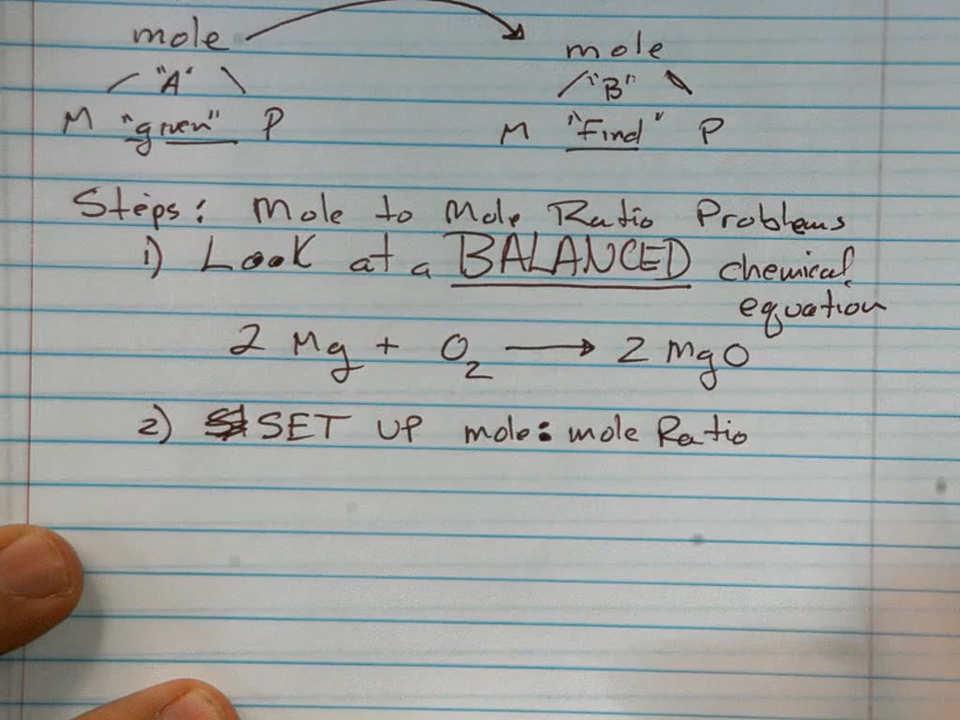 mole mole
"A" "B"
M "given" P M "find" P
Steps: Mole to Mole Ratio Problems
1) Look at a BALANCED chemical
equation
2 Mg + O2 → 2 MgO
2) SET UP mole:mole Ratio